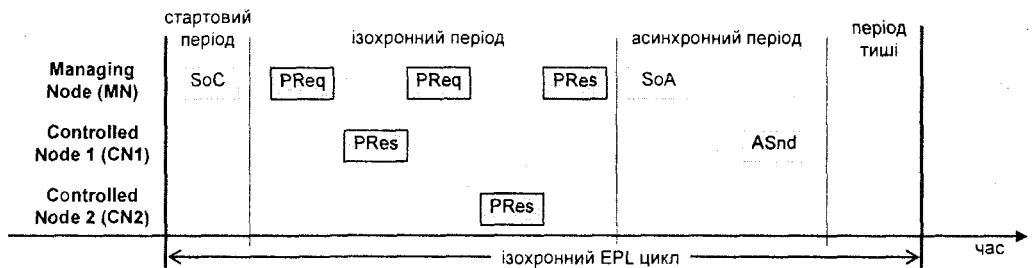 стартовий
період
ізохронний період
асинхронний період
період
тиші
Managing
Node (MN)
SoC
PReq
PReq
PRes
SoA
Controlled
Node 1 (CN1)
PRes
ASnd
Controlled
Node 2 (CN2)
PRes
ізохронний EPL цикл
час